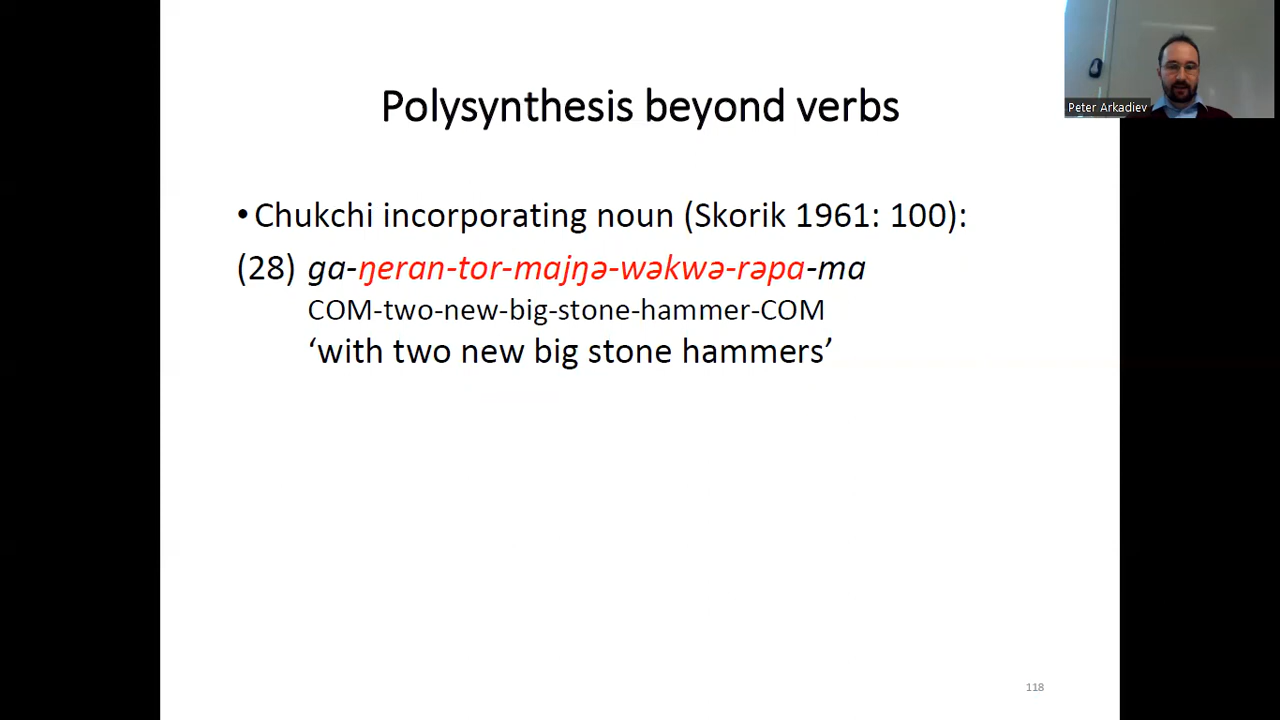 Polysynthesis beyond verbs
Peter Arkadiev
•Chukchi incorporating noun (Skorik 1961: 100):
(28) ga-ŋeran-tor-majŋə-wəkwə-rəpa-ma
COM-two-new-big-stone-hammer-COM
‘with two new big stone hammers’
118